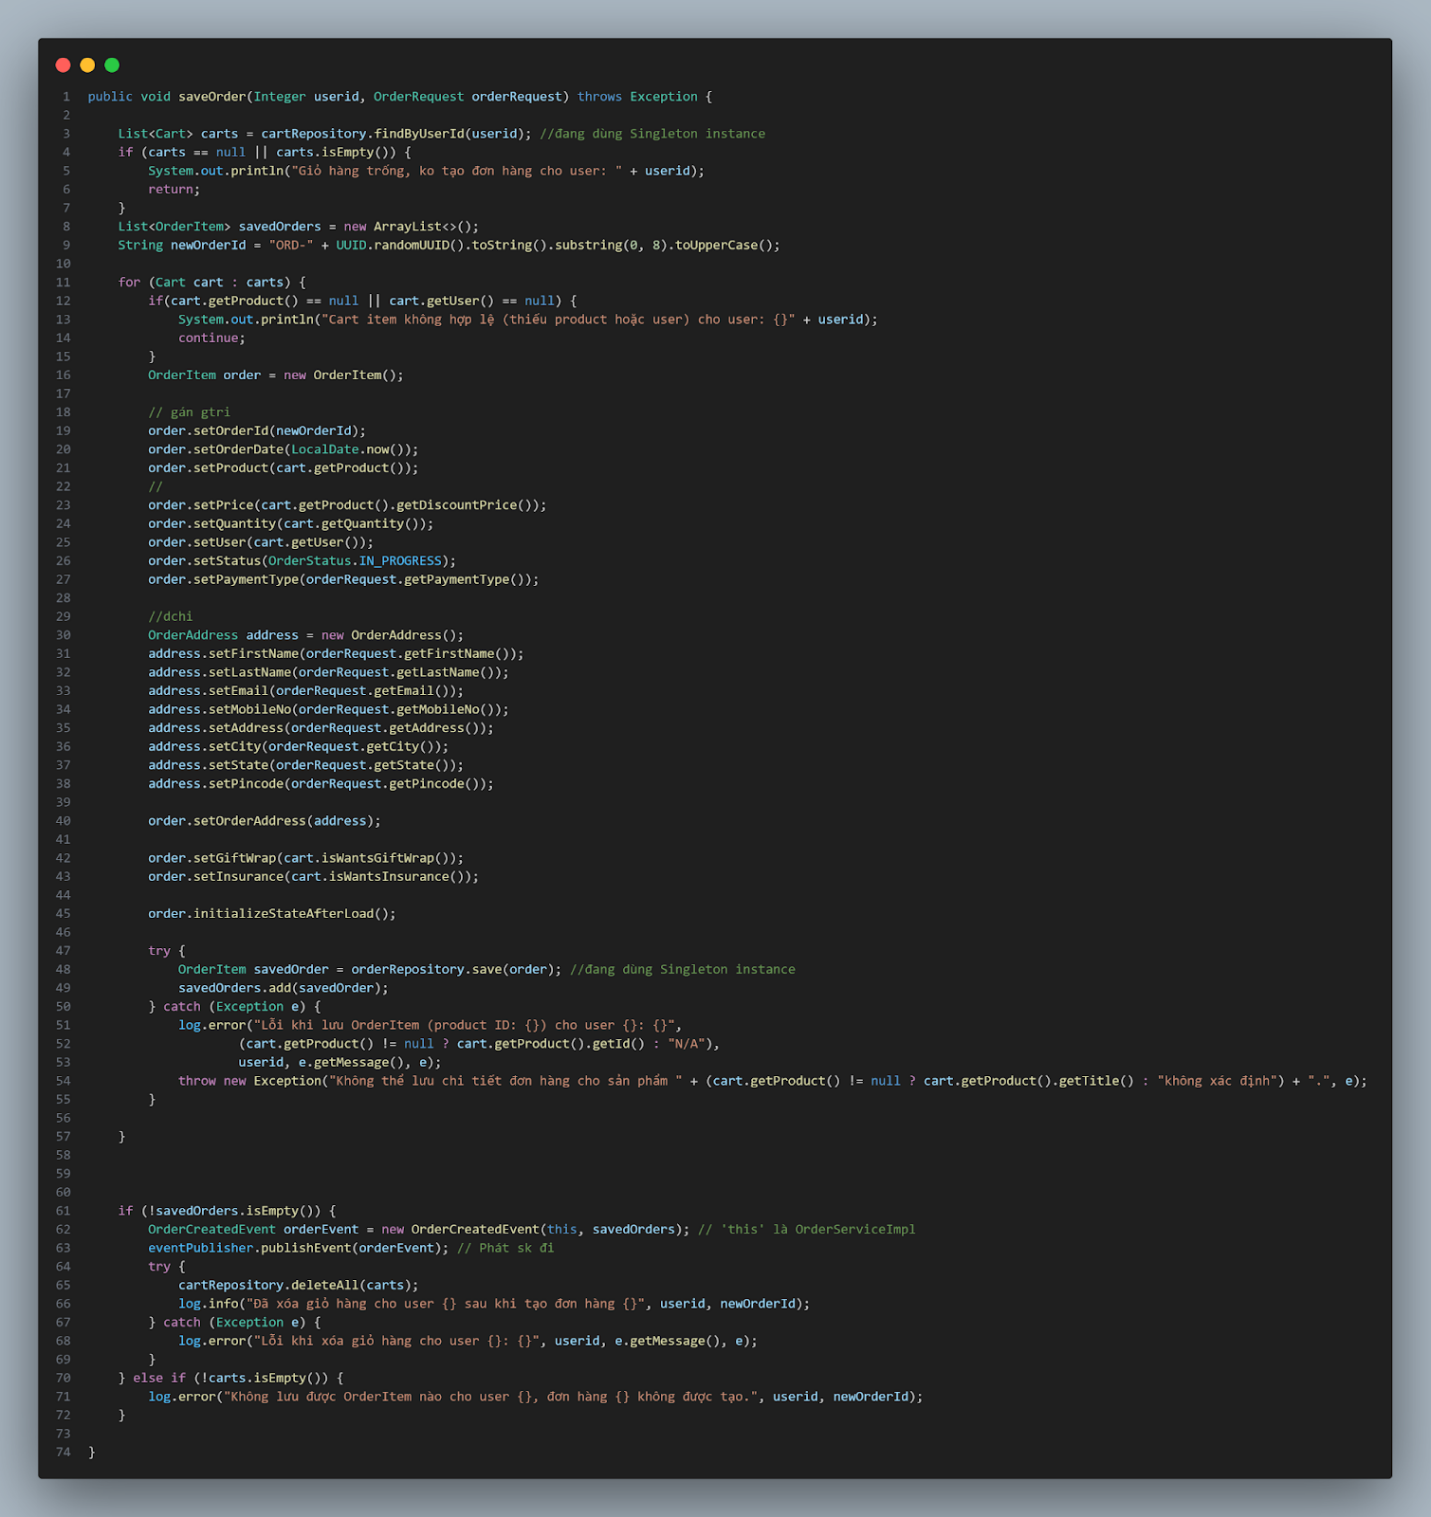 1 public void saveOrder(Integer userid, OrderRequest orderRequest) throws Exception {
2
3 List<Cart> carts = cartRepository.findByUserId(userid); //đang dùng Singleton instance
4 if (carts == null || carts.isEmpty()) {
5 System.out.println("Giỏ hàng trống, ko tạo đơn hàng cho user: " + userid);
6 return;
7 }
8 List<OrderItem> savedOrders = new ArrayList<>();
9 String newOrderId = "ORD-" + UUID.randomUUID().toString().substring(0, 8).toUpperCase();
10
11 for (Cart cart : carts) {
12 if(cart.getProduct() == null || cart.getUser() == null) {
13 System.out.println("Cart item không hợp lệ (thiếu product hoặc user) cho user: {}" + userid);
14 continue;
15 }
16 OrderItem order = new OrderItem();
17
18 // gán gtri
19 order.setOrderId(newOrderId);
20 order.setOrderDate(LocalDate.now());
21 order.setProduct(cart.getProduct());
22 //
23 order.setPrice(cart.getProduct().getDiscountPrice());
24 order.setQuantity(cart.getQuantity());
25 order.setUser(cart.getUser());
26 order.setStatus(OrderStatus.IN_PROGRESS);
27 order.setPaymentType(orderRequest.getPaymentType());
28
29 //dchi
30 OrderAddress address = new OrderAddress();
31 address.setFirstName(orderRequest.getFirstName());
32 address.setLastName(orderRequest.getLastName());
33 address.setEmail(orderRequest.getEmail());
34 address.setMobileNo(orderRequest.getMobileNo());
35 address.setAddress(orderRequest.getAddress());
36 address.setCity(orderRequest.getCity());
37 address.setState(orderRequest.getState());
38 address.setPincode(orderRequest.getPincode());
39
40 order.setOrderAddress(address);
41
42 order.setGiftWrap(cart.isWantsGiftWrap());
43 order.setInsurance(cart.isWantsInsurance());
44
45 order.initializeStateAfterLoad();
46
47 try {
48 OrderItem savedOrder = orderRepository.save(order); //đang dùng Singleton instance
49 savedOrders.add(savedOrder);
50 } catch (Exception e) {
51 log.error("Lỗi khi lưu OrderItem (product ID: {}) cho user {}: {}",
52 (cart.getProduct() != null ? cart.getProduct().getId() : "N/A"),
53 userid, e.getMessage(), e);
54 throw new Exception("Không thể lưu chi tiết đơn hàng cho sản phẩm " + (cart.getProduct() != null ? cart.getProduct().getTitle() : "không xác định") + ".", e);
55 }
56
57 }
58
59
60
61 if (!savedOrders.isEmpty()) {
62 OrderCreatedEvent orderEvent = new OrderCreatedEvent(this, savedOrders); // 'this' là OrderServiceImpl
63 eventPublisher.publishEvent(orderEvent); // Phát sk đi
64 try {
65 cartRepository.deleteAll(carts);
66 log.info("Đã xóa giỏ hàng cho user {} sau khi tạo đơn hàng {}", userid, newOrderId);
67 } catch (Exception e) {
68 log.error("Lỗi khi xóa giỏ hàng cho user {}: {}", userid, e.getMessage(), e);
69 }
70 } else if (!carts.isEmpty()) {
71 log.error("Không lưu được OrderItem nào cho user {}, đơn hàng {} không được tạo.", userid, newOrderId);
72 }
73
74 }